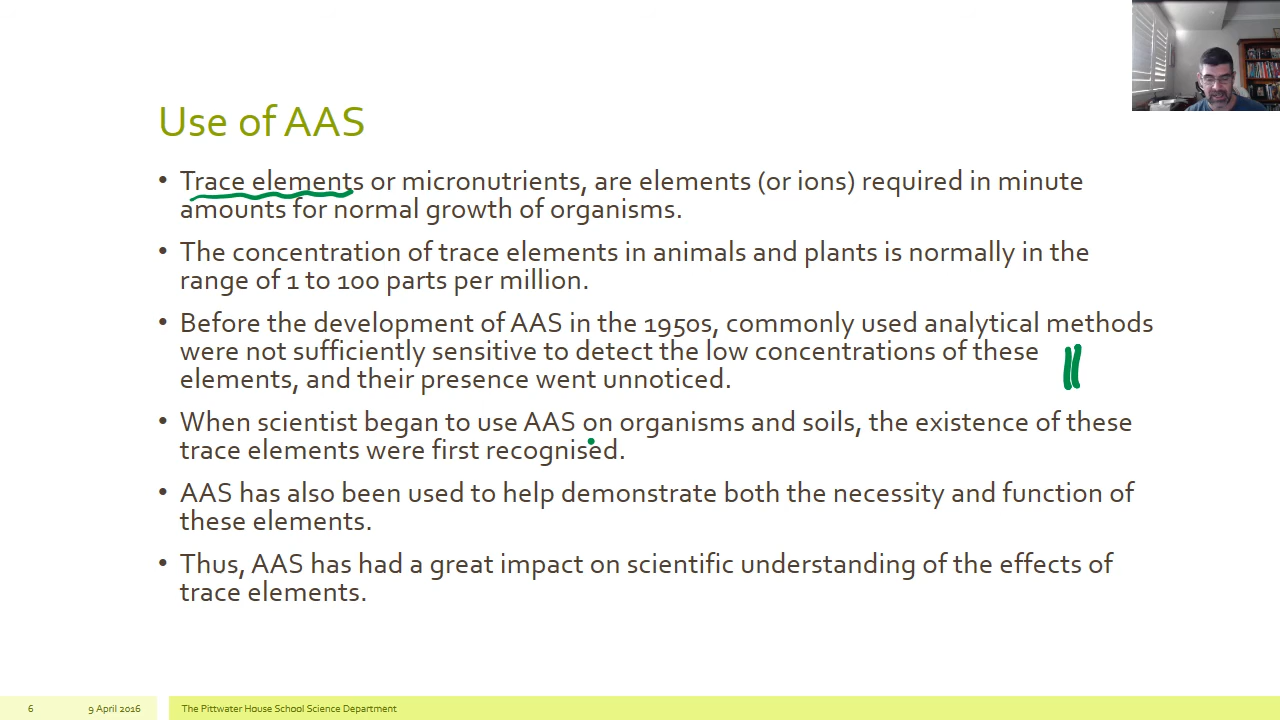 Use of AAS
• Trace elements or micronutrients, are elements (or ions) required in minute
amounts for normal growth of organisms.
• The concentration of trace elements in animals and plants is normally in the
range of 1 to 100 parts per million.
• Before the development of AAS in the 1950s, commonly used analytical methods
were not sufficiently sensitive to detect the low concentrations of these
elements, and their presence went unnoticed.
• When scientist began to use AAS on organisms and soils, the existence of these
trace elements were first recognised.
• AAS has also been used to help demonstrate both the necessity and function of
these elements.
• Thus, AAS has had a great impact on scientific understanding of the effects of
trace elements.
6 9 April 2016 The Pittwater House School Science Department